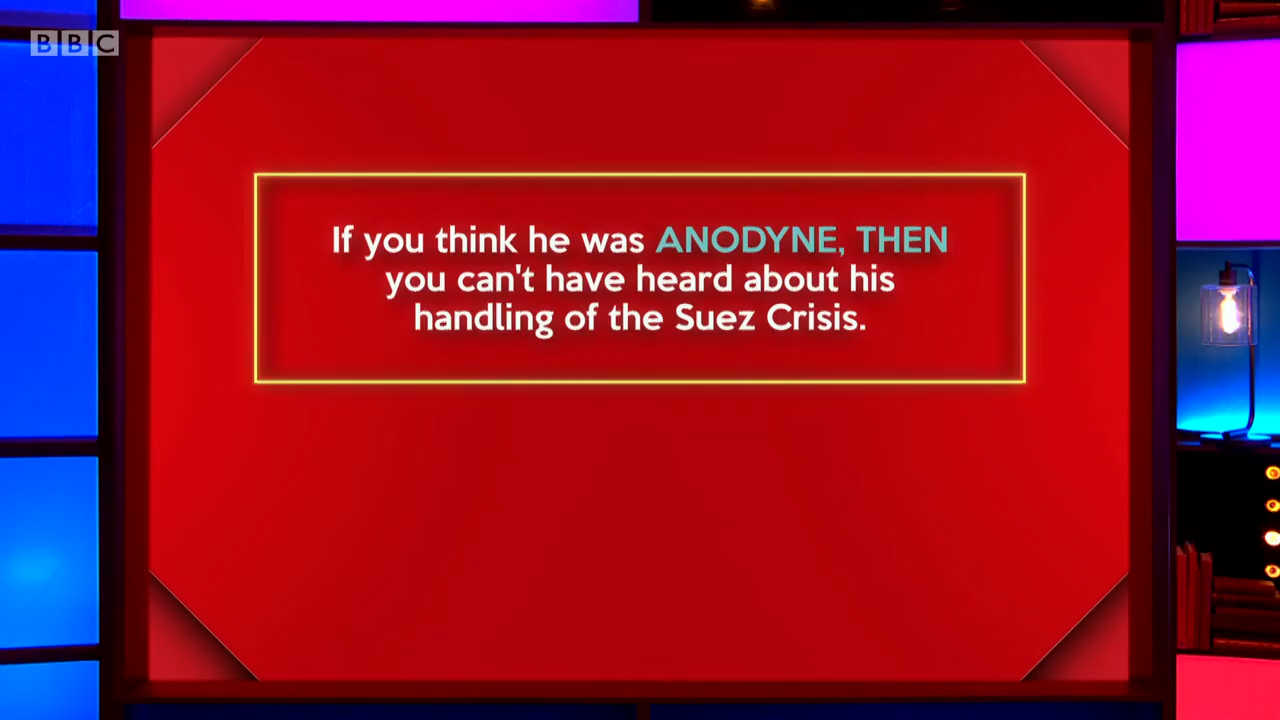 BBC
If you think he was ANODYNE, THEN
you can't have heard about his
handling of the Suez Crisis.